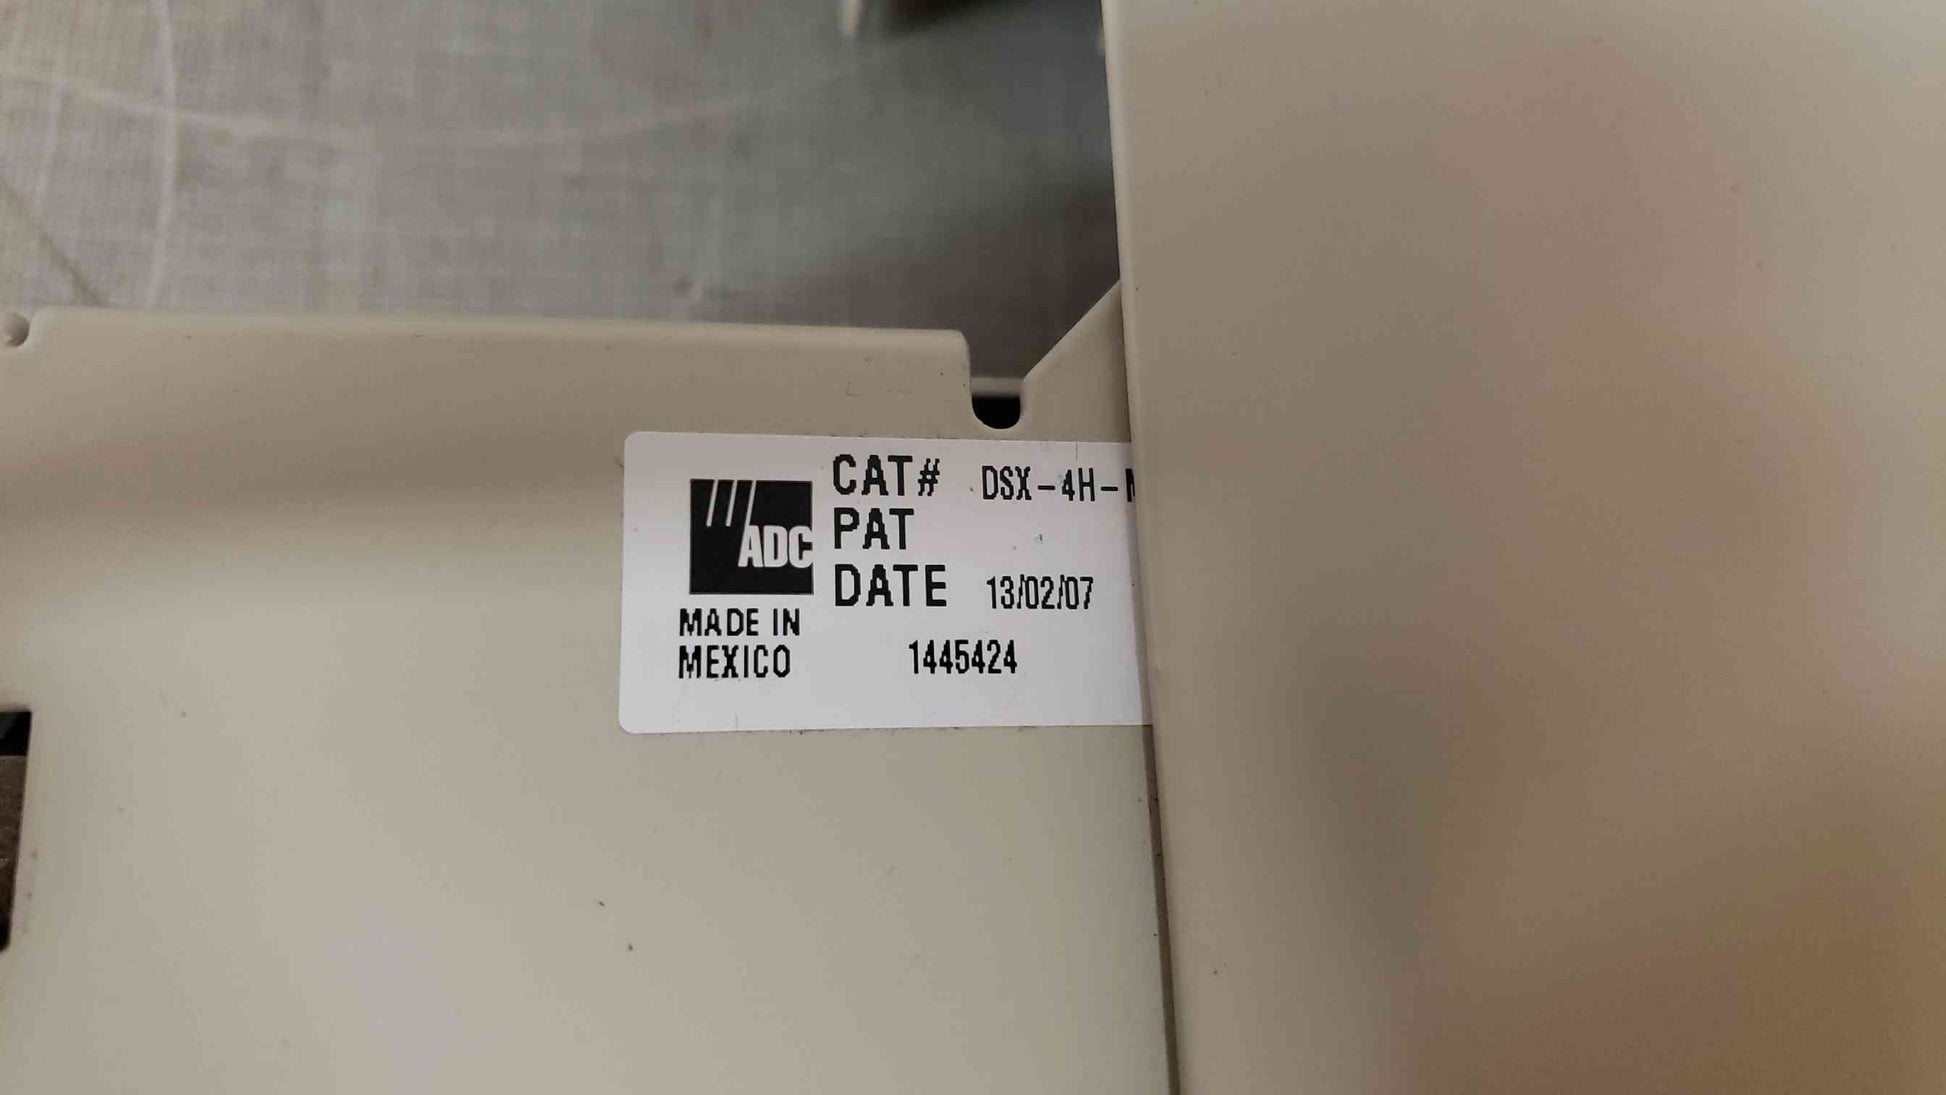 CAT# DSX-4H-
ADC
PAT
DATE 13/02/07
MADE IN
MEXICO
1445424